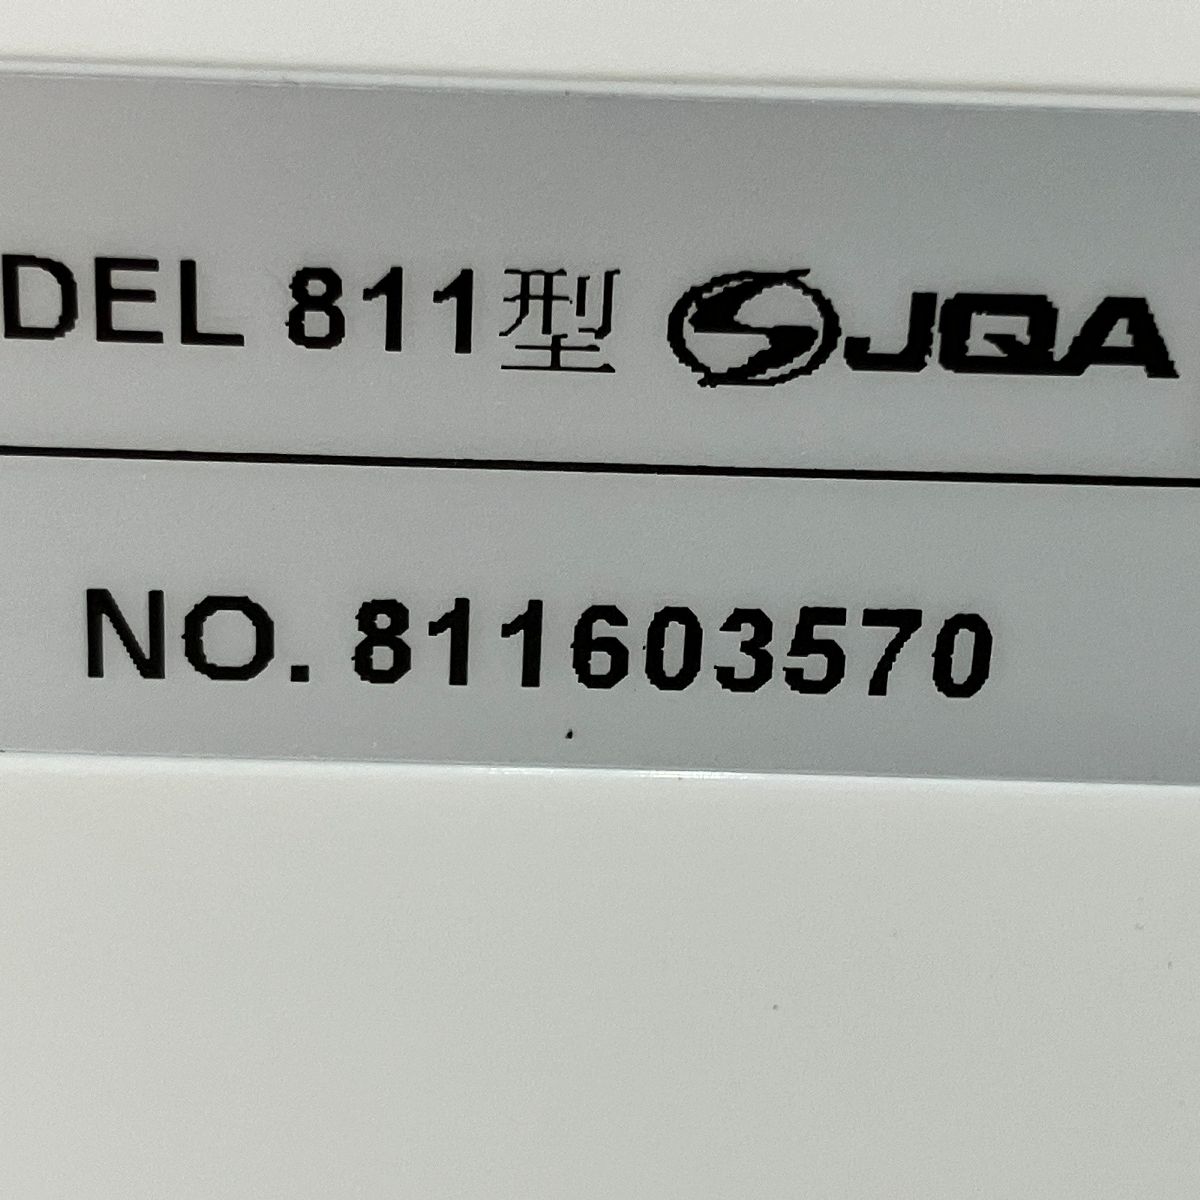 DEL 811型 JQA
NO. 811603570